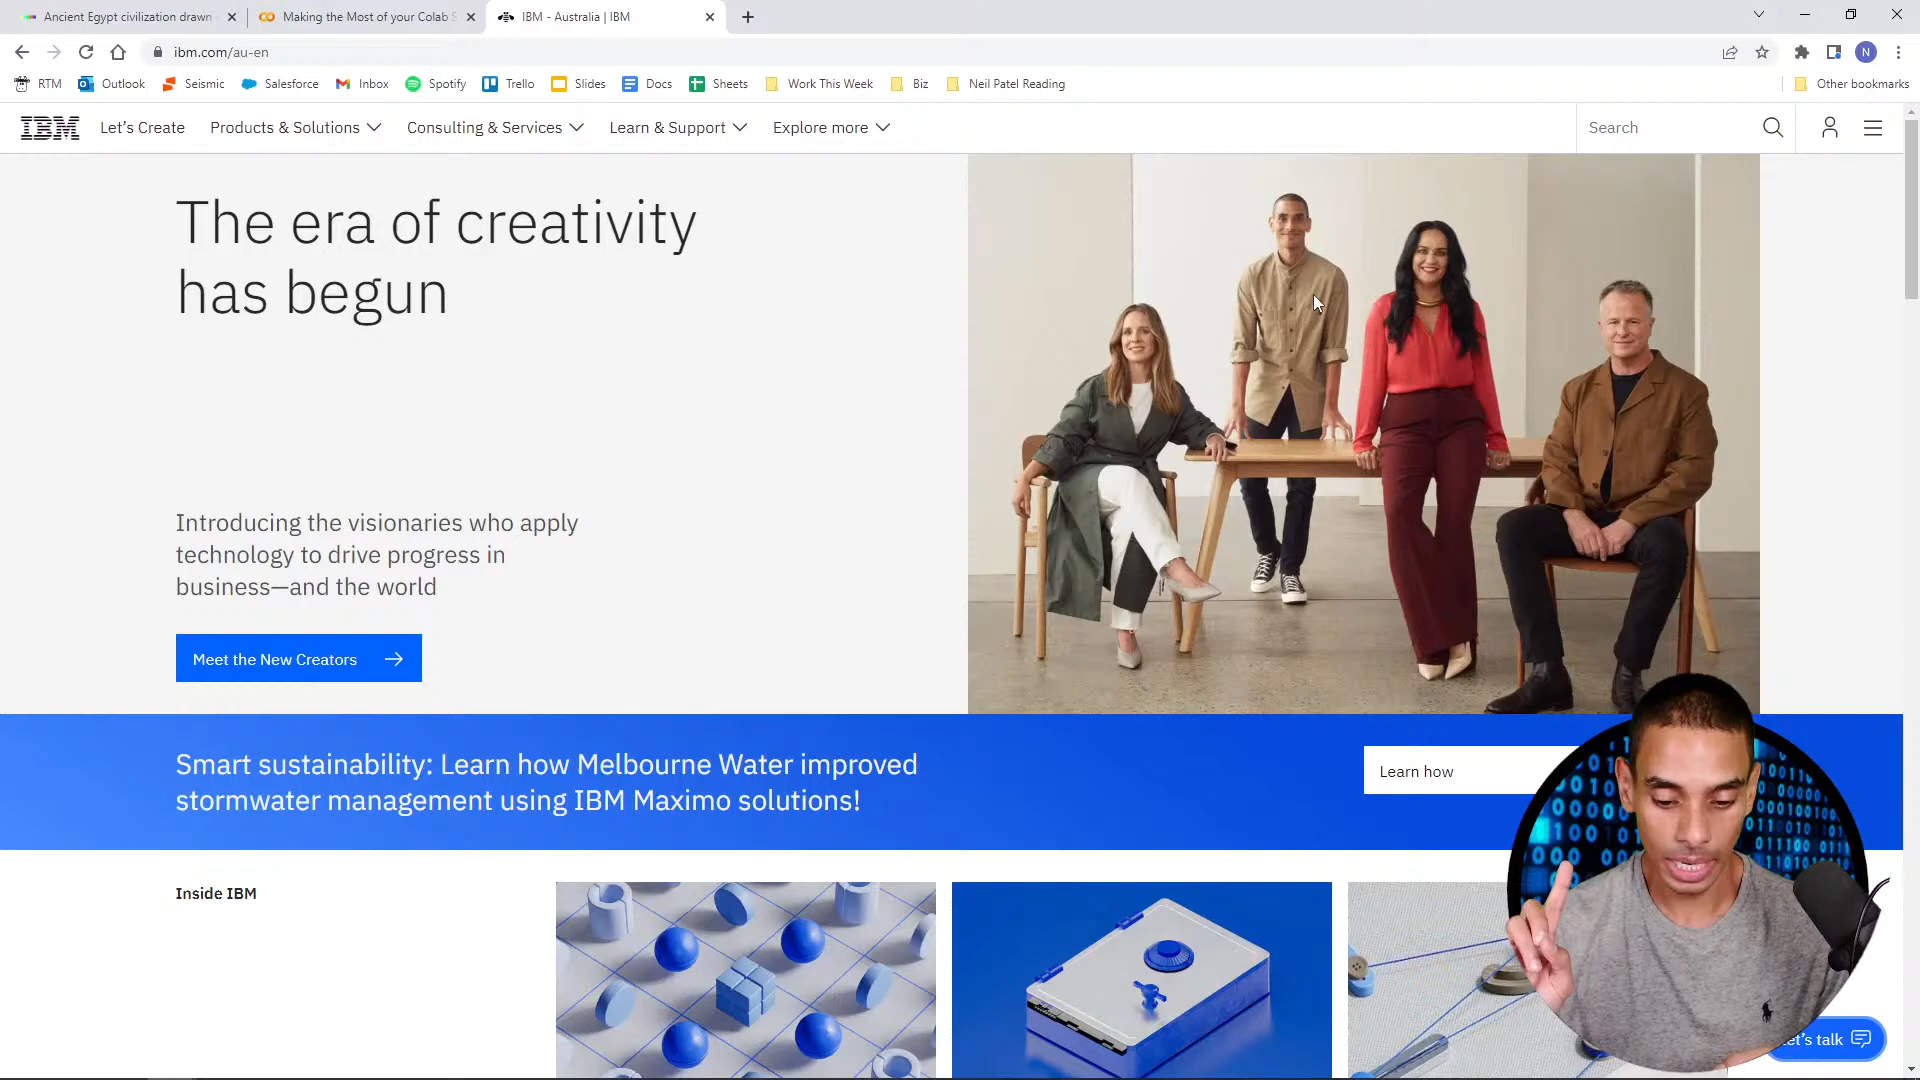 Ancient Egypt civilization drawn
Making the Most of your Colab S
IBM - Australia | IBM
ibm.com/au-en
N
RTM
Outlook
Seismic
Salesforce
Inbox
Spotify
Trello
Slides
Docs
Sheets
Work This Week
Biz
Neil Patel Reading
Other bookmarks
IBM
Let's Create
Products & Solutions
Consulting & Services
Learn & Support
Explore more
Search
The era of creativity
has begun
Introducing the visionaries who apply
technology to drive progress in
business—and the world
Meet the New Creators
Smart sustainability: Learn how Melbourne Water improved
stormwater management using IBM Maximo solutions!
Learn how
Inside IBM
et's talk